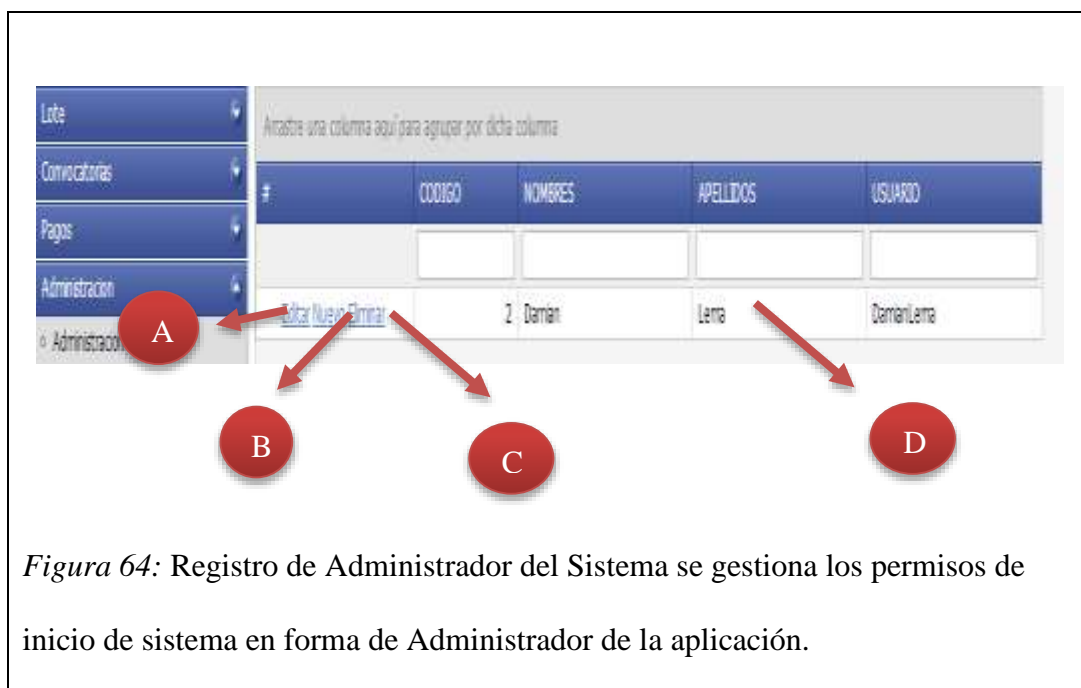 Lote
Arrastre una columna aquí para agrupar por dicha columna
Convocatorias
# CODIGO NOMBRES APELLIDOS USUARIO
Pagos
Administracion
Editar Nuevo Eliminar 2 Damian Lema DamianLema
Administracion
A
B
C
D
Figura 64: Registro de Administrador del Sistema se gestiona los permisos de
inicio de sistema en forma de Administrador de la aplicación.